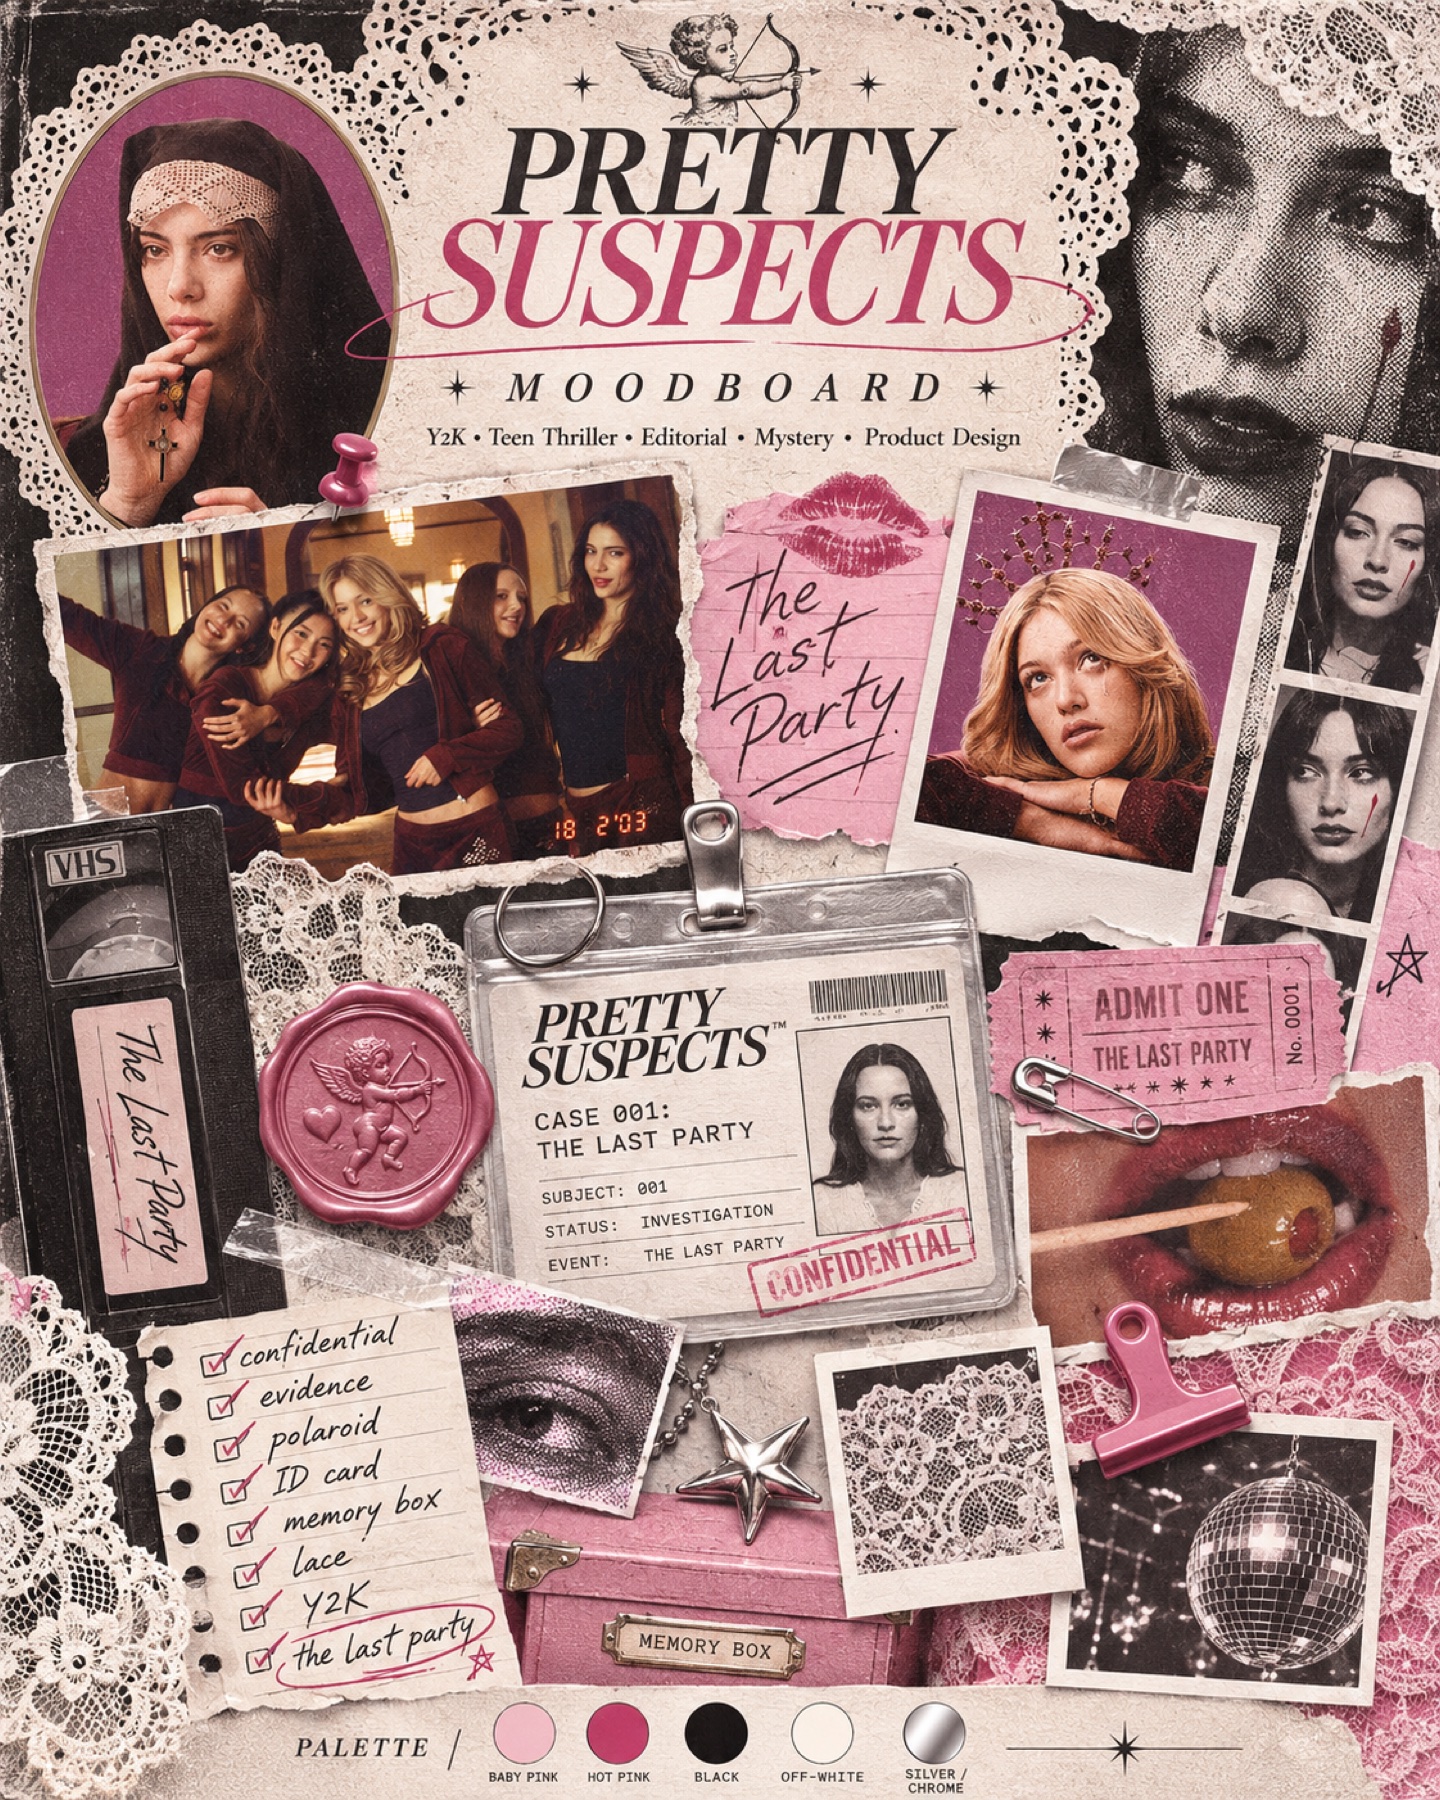 PRETTY
SUSPECTS
MOODBOARD
Y2K • Teen Thriller • Editorial • Mystery • Product Design
The
Last
Party
18 2'03
VHS
The Last Party
PRETTY
SUSPECTS™
CASE 001:
THE LAST PARTY
SUBJECT: 001
STATUS: INVESTIGATION
EVENT: THE LAST PARTY
CONFIDENTIAL
ADMIT ONE
THE LAST PARTY
No. 0001
confidential
evidence
polaroid
ID card
memory box
lace
Y2K
the last party
MEMORY BOX
PALETTE /
BABY PINK
HOT PINK
BLACK
OFF-WHITE
SILVER /
CHROME